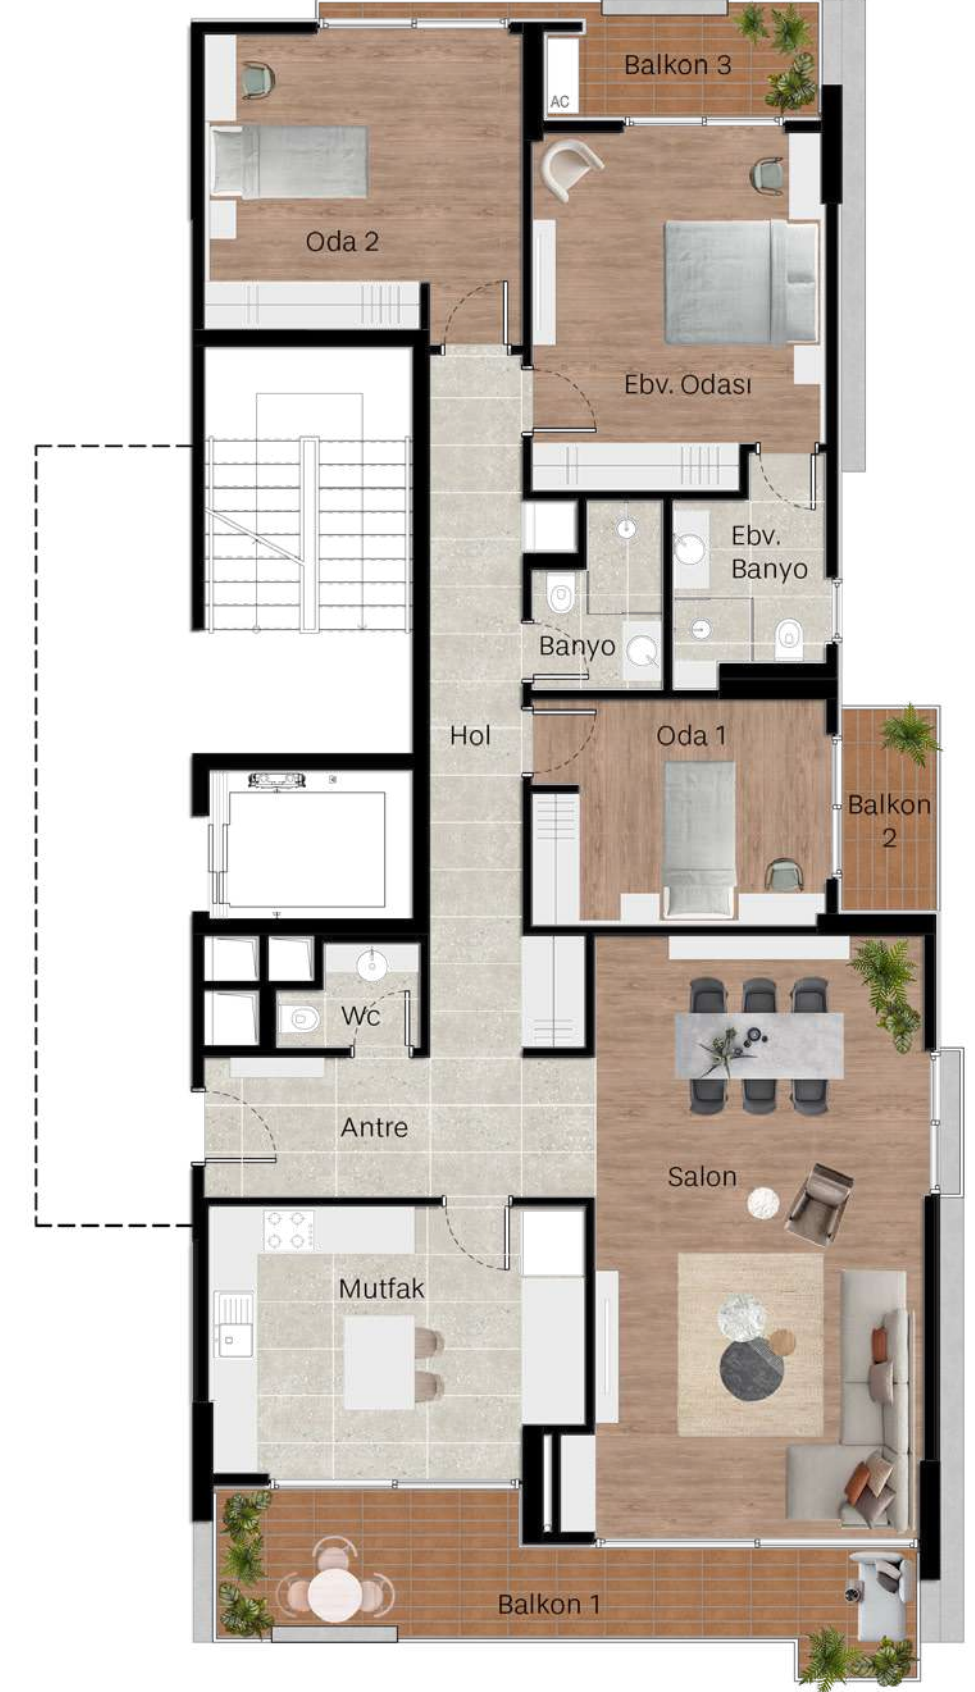 Balkon 3
AC
Oda 2
Ebv. Odası
Ebv.
Banyo
Banyo
Hol
Oda 1
Balkon
2
Wc
Antre
Salon
Mutfak
Balkon 1